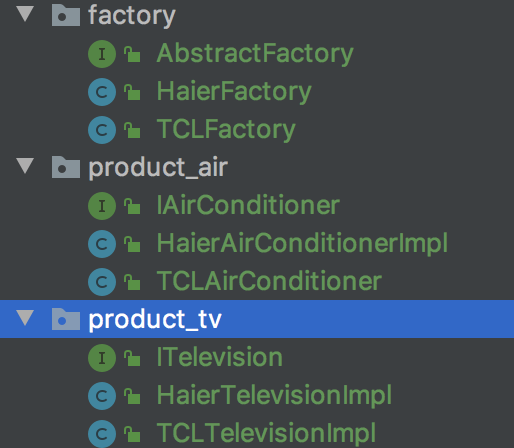 factory
AbstractFactory
HaierFactory
TCLFactory
product_air
IAirConditioner
HaierAirConditionerImpl
TCLAirConditioner
product_tv
ITelevision
HaierTelevisionImpl
TCLTelevisionImpl